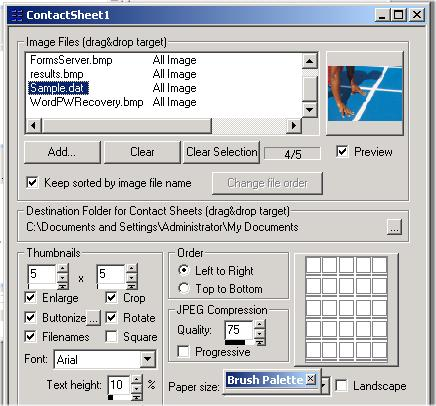 ContactSheet1
Image Files (drag&drop target)
FormsServer.bmp All Image
results.bmp All Image
Sample.dat All Image
WordPWRecovery.bmp All Image
Add... Clear Clear Selection 4/5 Preview
Keep sorted by image file name Change file order
Destination Folder for Contact Sheets (drag&drop target)
C:\Documents and Settings\Administrator\My Documents ...
Thumbnails
5 x 5
Enlarge Crop
Buttonize ... Rotate
Filenames Square
Font: Arial
Text height: 10 %
Order
Left to Right
Top to Bottom
JPEG Compression
Quality: 75
Progressive
Paper size: Brush Palette Landscape